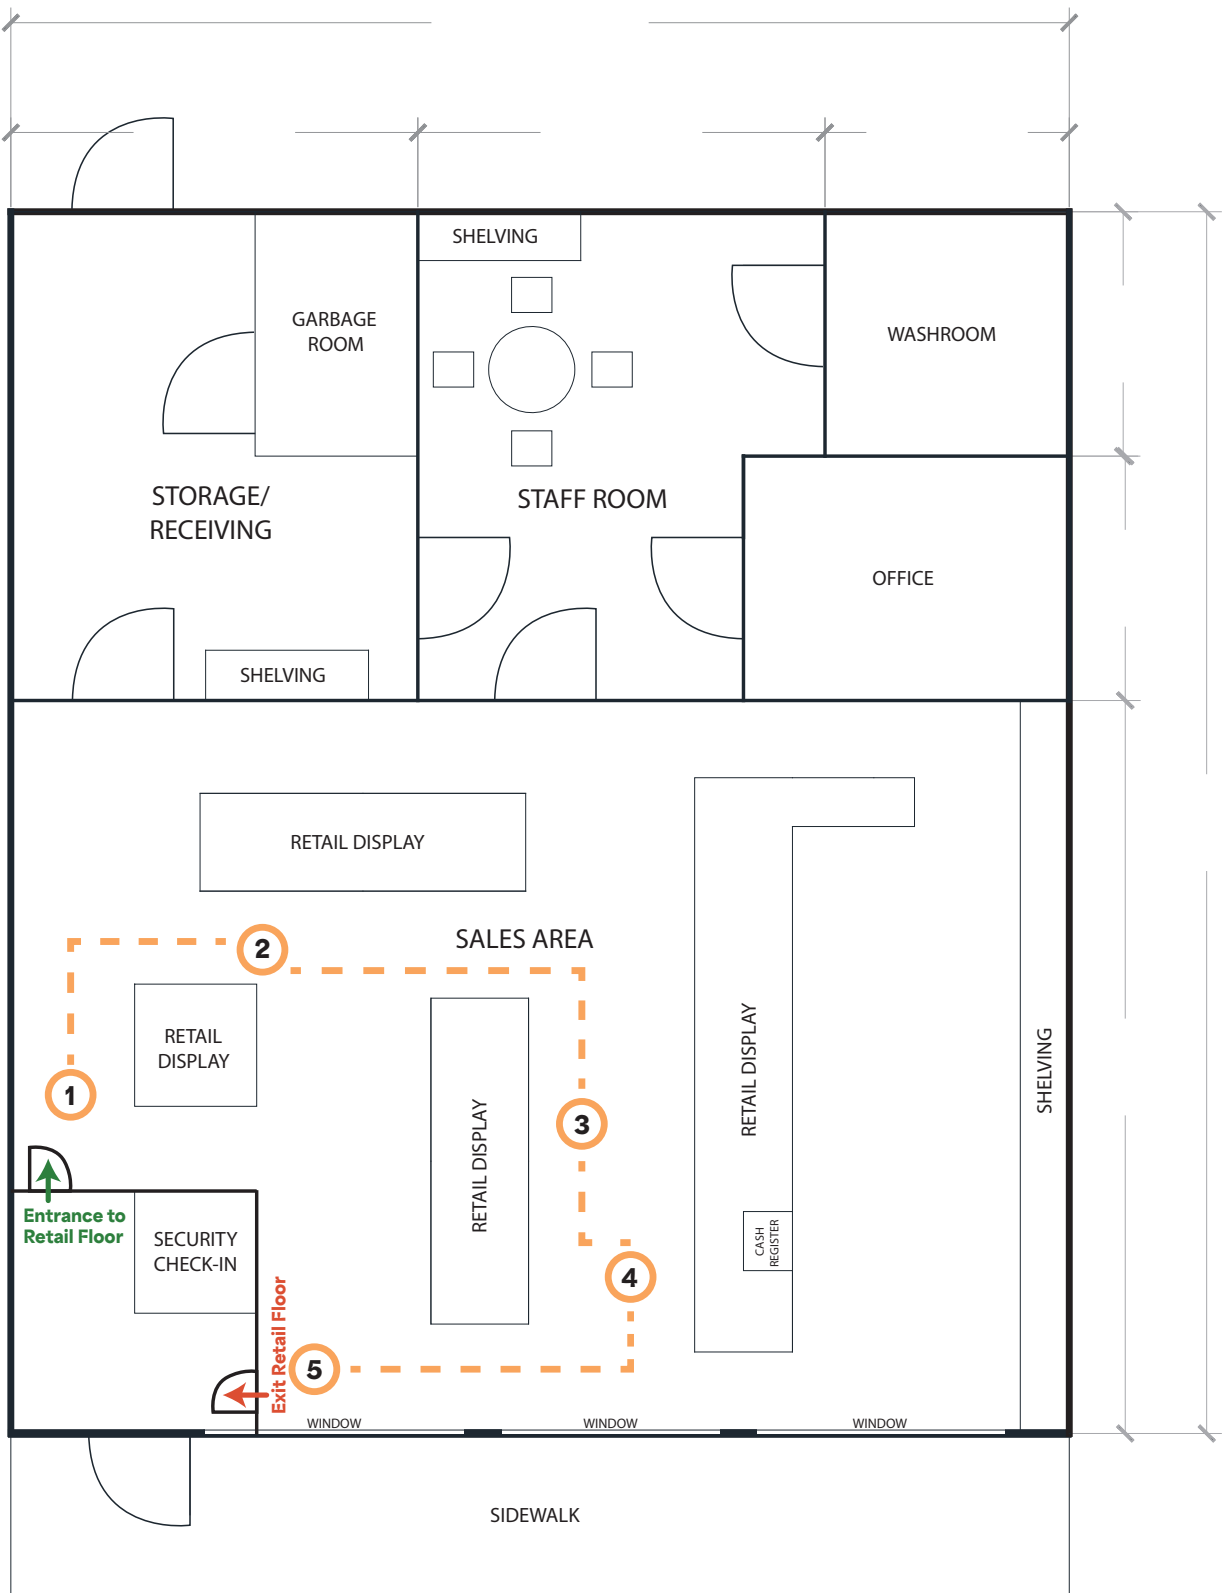 SHELVING
GARBAGE
ROOM
WASHROOM
STORAGE/
RECEIVING
STAFF ROOM
OFFICE
SHELVING
RETAIL DISPLAY
SALES AREA
2
RETAIL
DISPLAY
1
3
RETAIL DISPLAY
RETAIL DISPLAY
SHELVING
Entrance to
Retail Floor
SECURITY
CHECK-IN
CASH
REGISTER
4
Exit Retail Floor
5
WINDOW
WINDOW
WINDOW
SIDEWALK